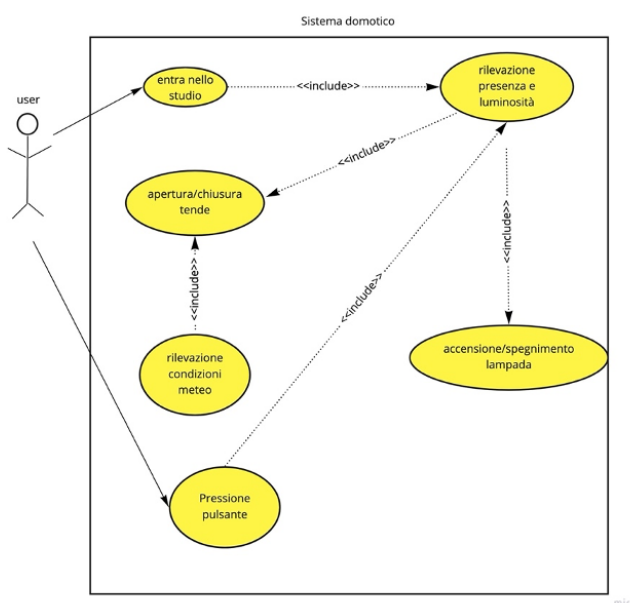 Sistema domotico
user
entra nello
studio
<<include>>
rilevazione
presenza e
luminosità
<<include>>
apertura/chiusura
tende
<<include>>
<<include>>
<<include>>
rilevazione
condizioni
meteo
accensione/spegnimento
lampada
Pressione
pulsante